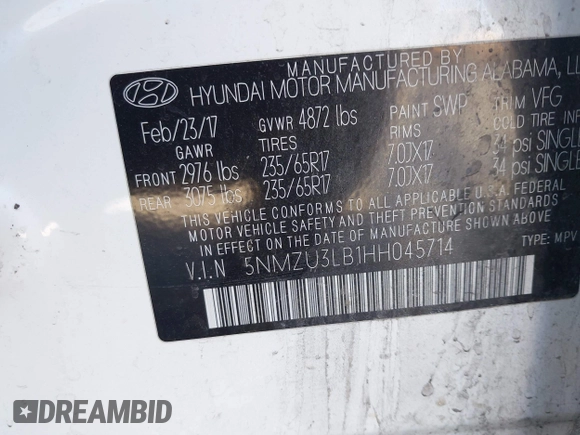 MANUFACTURED BY
HYUNDAI MOTOR MANUFACTURING ALABAMA, LL
Feb/23/17 GVWR 4872 lbs PAINT SWP TRIM VFG
GAWR TIRES RIMS COLD TIRE INF
FRONT 2976 lbs 235/65R17 7.0JX17 34 psi SINGLE
REAR 3075 lbs 235/65R17 7.0JX17 34 psi SINGLE
THIS VEHICLE CONFORMS TO ALL APPLICABLE U.S.A. FEDERAL
MOTOR VEHICLE SAFETY AND THEFT PREVENTION STANDARDS
IN EFFECT ON THE DATE OF MANUFACTURE SHOWN ABOVE.
V.I.N 5NMZU3LB1HH045714 TYPE: MPV
DREAMBID